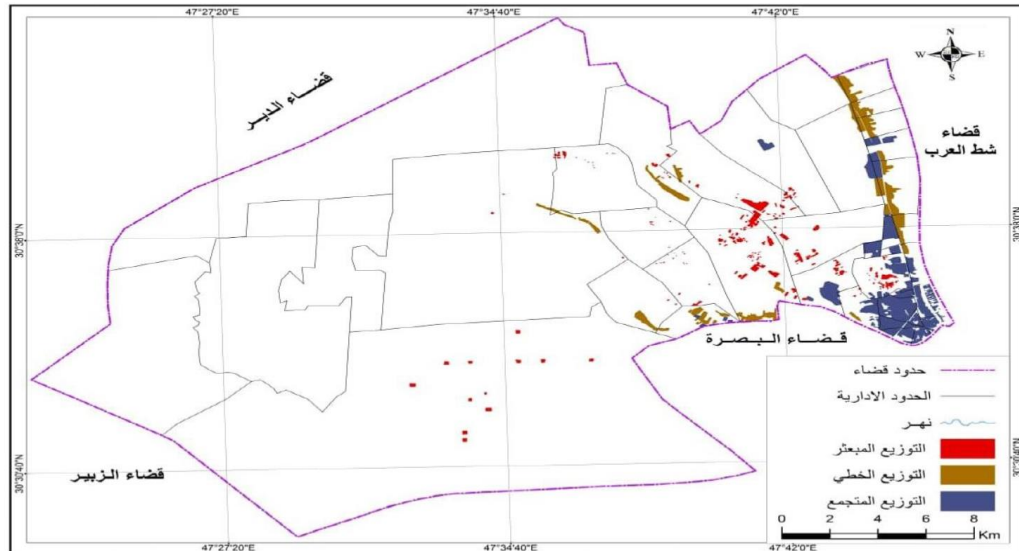 47°27'20"E 47°34'40"E 47°42'0"E
N
W E
S
قضاء الدير
قضاء
شط العرب
30°38'0"N 30°38'0"N
قضاء البصرة
قضاء الزبير
حدود قضاء
الحدود الادارية
نهر
التوزيع المبعثر
التوزيع الخطي
التوزيع المتجمع
0 2 4 6 8
Km
47°27'20"E 47°34'40"E 47°42'0"E